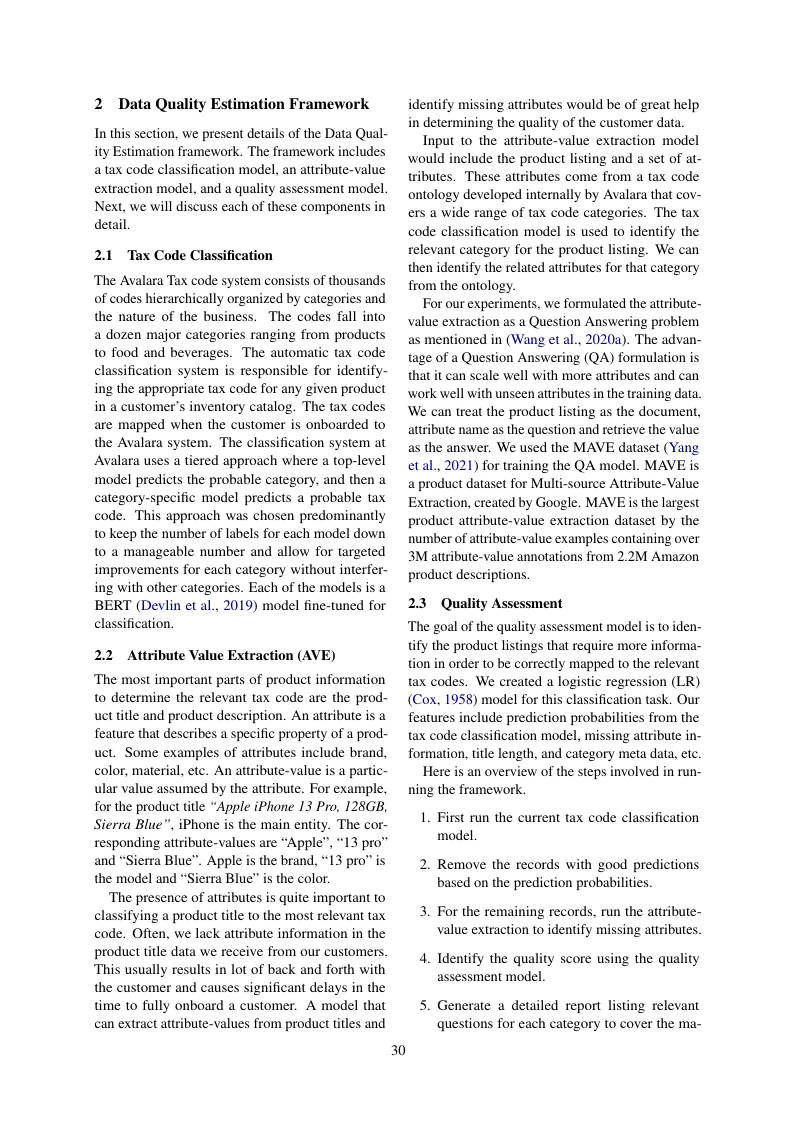 2 Data Quality Estimation Framework
In this section, we present details of the Data Qual-
ity Estimation framework. The framework includes
a tax code classification model, an attribute-value
extraction model, and a quality assessment model.
Next, we will discuss each of these components in
detail.
2.1 Tax Code Classification
The Avalara Tax code system consists of thousands
of codes hierarchically organized by categories and
the nature of the business. The codes fall into
a dozen major categories ranging from products
to food and beverages. The automatic tax code
classification system is responsible for identify-
ing the appropriate tax code for any given product
in a customer's inventory catalog. The tax codes
are mapped when the customer is onboarded to
the Avalara system. The classification system at
Avalara uses a tiered approach where a top-level
model predicts the probable category, and then a
category-specific model predicts a probable tax
code. This approach was chosen predominantly
to keep the number of labels for each model down
to a manageable number and allow for targeted
improvements for each category without interfer-
ing with other categories. Each of the models is a
BERT (Devlin et al., 2019) model fine-tuned for
classification.
2.2 Attribute Value Extraction (AVE)
The most important parts of product information
to determine the relevant tax code are the prod-
uct title and product description. An attribute is a
feature that describes a specific property of a prod-
uct. Some examples of attributes include brand,
color, material, etc. An attribute-value is a partic-
ular value assumed by the attribute. For example,
for the product title “Apple iPhone 13 Pro, 128GB,
Sierra Blue”, iPhone is the main entity. The cor-
responding attribute-values are “Apple”, “13 pro”
and “Sierra Blue”. Apple is the brand, “13 pro” is
the model and “Sierra Blue” is the color.
The presence of attributes is quite important to
classifying a product title to the most relevant tax
code. Often, we lack attribute information in the
product title data we receive from our customers.
This usually results in lot of back and forth with
the customer and causes significant delays in the
time to fully onboard a customer. A model that
can extract attribute-values from product titles and
identify missing attributes would be of great help
in determining the quality of the customer data.
Input to the attribute-value extraction model
would include the product listing and a set of at-
tributes. These attributes come from a tax code
ontology developed internally by Avalara that cov-
ers a wide range of tax code categories. The tax
code classification model is used to identify the
relevant category for the product listing. We can
then identify the related attributes for that category
from the ontology.
For our experiments, we formulated the attribute-
value extraction as a Question Answering problem
as mentioned in (Wang et al., 2020a). The advan-
tage of a Question Answering (QA) formulation is
that it can scale well with more attributes and can
work well with unseen attributes in the training data.
We can treat the product listing as the document,
attribute name as the question and retrieve the value
as the answer. We used the MAVE dataset (Yang
et al., 2021) for training the QA model. MAVE is
a product dataset for Multi-source Attribute-Value
Extraction, created by Google. MAVE is the largest
product attribute-value extraction dataset by the
number of attribute-value examples containing over
3M attribute-value annotations from 2.2M Amazon
product descriptions.
2.3 Quality Assessment
The goal of the quality assessment model is to iden-
tify the product listings that require more informa-
tion in order to be correctly mapped to the relevant
tax codes. We created a logistic regression (LR)
(Cox, 1958) model for this classification task. Our
features include prediction probabilities from the
tax code classification model, missing attribute in-
formation, title length, and category meta data, etc.
Here is an overview of the steps involved in run-
ning the framework.
1. First run the current tax code classification
model.
2. Remove the records with good predictions
based on the prediction probabilities.
3. For the remaining records, run the attribute-
value extraction to identify missing attributes.
4. Identify the quality score using the quality
assessment model.
5. Generate a detailed report listing relevant
questions for each category to cover the ma-
30